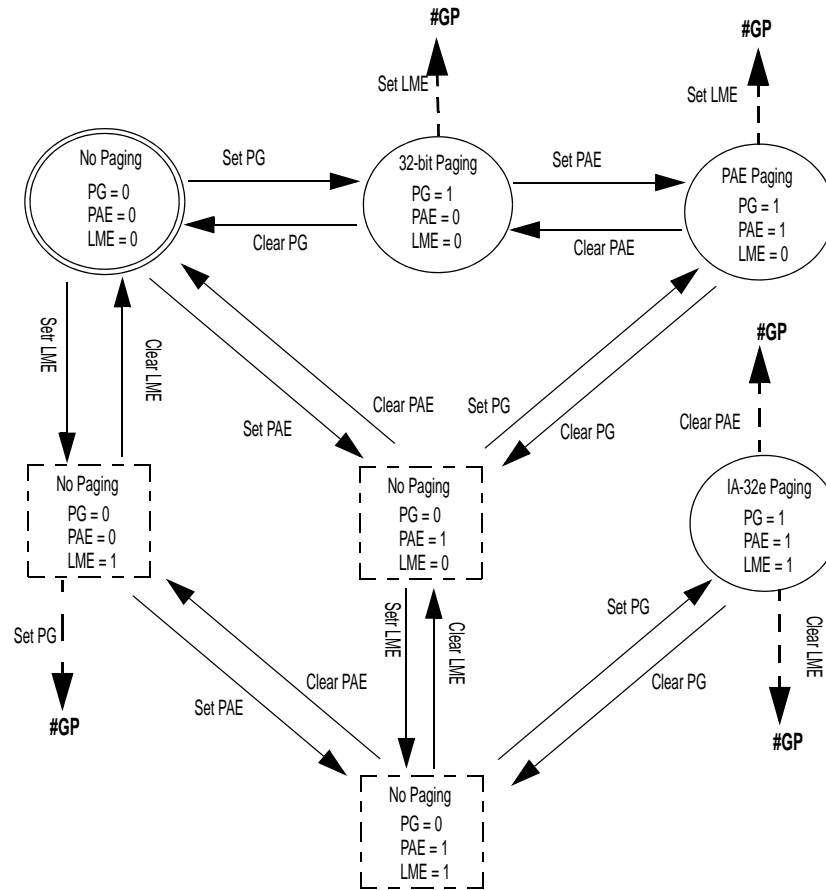 #GP
#GP
Set LME
Set LME
No Paging
PG = 0
PAE = 0
LME = 0
Set PG
Clear PG
32-bit Paging
PG = 1
PAE = 0
LME = 0
Set PAE
Clear PAE
PAE Paging
PG = 1
PAE = 1
LME = 0
Setr LME
Clear LME
Set PAE
Clear PAE
Set PG
Clear PG
#GP
Clear PAE
No Paging
PG = 0
PAE = 0
LME = 1
No Paging
PG = 0
PAE = 1
LME = 0
IA-32e Paging
PG = 1
PAE = 1
LME = 1
Set PG
#GP
Set PAE
Clear PAE
Setr LME
Clear LME
Set PG
Clear PG
Clear LME
#GP
No Paging
PG = 0
PAE = 1
LME = 1